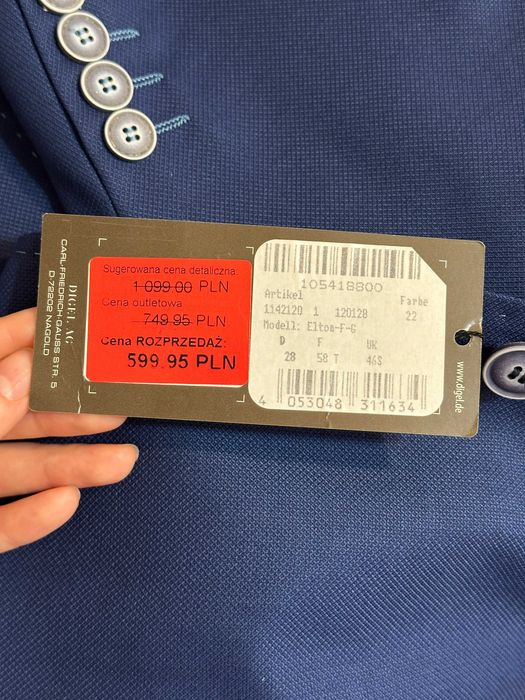 DIGEL AG
CARL-FRIEDRICH-GAUSS STR. 5
D-72202 NAGOLD
Sugerowana cena detaliczna:
1 099.00 PLN
Cena outletowa
749.95 PLN
Cena ROZPRZEDAŻ:
599.95 PLN
105418800
Artikel Farbe
1142120 1 120128 22
Modell: Elton-F-G
D F UK
28 58 T 46S
4 053048 311634
www.digel.de